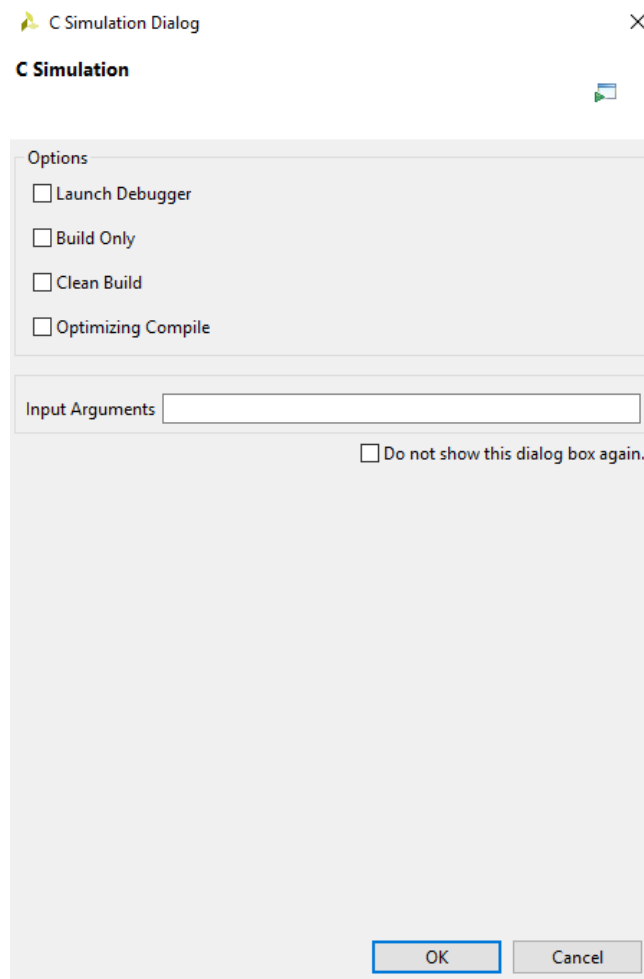 C Simulation Dialog
C Simulation
Options
Launch Debugger
Build Only
Clean Build
Optimizing Compile
Input Arguments
Do not show this dialog box again.
OK Cancel